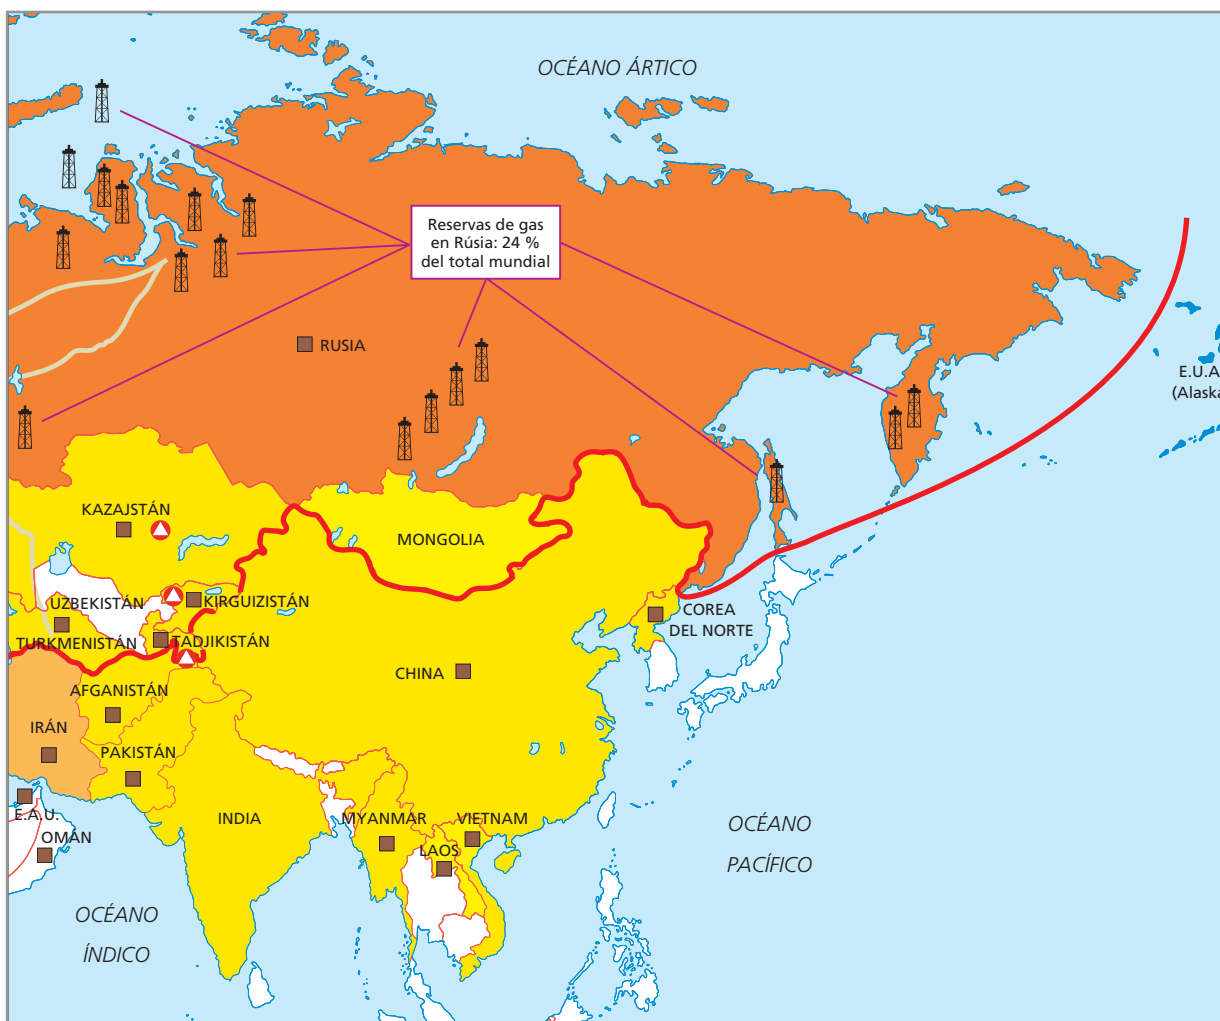 OCÉANO ÁRTICO
Reservas de gas
en Rúsia: 24 %
del total mundial
RUSIA
E.U.A
(Alaska
KAZAJSTÁN
MONGOLIA
UZBEKISTÁN
KIRGUIZISTÁN
COREA
DEL NORTE
TURKMENISTÁN
TADJIKISTÁN
CHINA
AFGANISTÁN
IRÁN
PAKISTÁN
E.A.U.
OMÁN
INDIA
MYANMAR
VIETNAM
LAOS
OCÉANO
PACÍFICO
OCÉANO
ÍNDICO